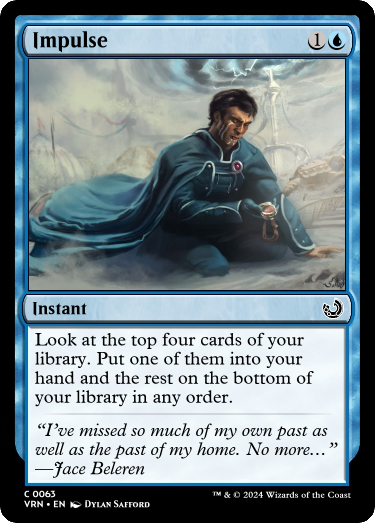 Impulse 1
Instant
Look at the top four cards of your
library. Put one of them into your
hand and the rest on the bottom of
your library in any order.
“I’ve missed so much of my own past as
well as the past of my home. No more…”
—Jace Beleren
C 0063 ™ & © 2024 Wizards of the Coast
VRN • EN Dylan Safford